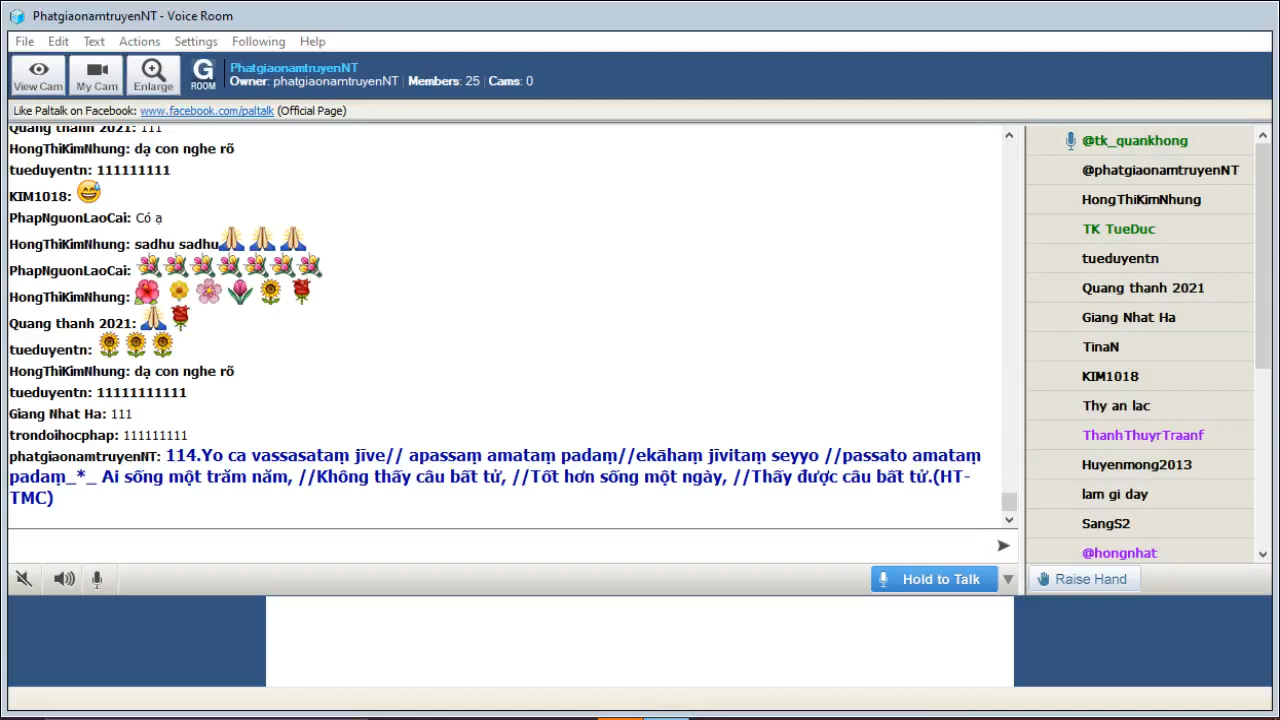 PhatgiaonamtruyenNT - Voice Room
File Edit Text Actions Settings Following Help
View Cam My Cam Enlarge G ROOM
PhatgiaonamtruyenNT
Owner: phatgiaonamtruyenNT | Members: 25 | Cams: 0
Like Paltalk on Facebook: www.facebook.com/paltalk (Official Page)
Quang thanh 2021: 111
HongThiKimNhung: dạ con nghe rõ
tueduyentn: 111111111
KIM1018:
PhapNguonLaoCai: Có ạ
HongThiKimNhung: sadhu sadhu
PhapNguonLaoCai:
HongThiKimNhung:
Quang thanh 2021:
tueduyentn:
HongThiKimNhung: dạ con nghe rõ
tueduyentn: 11111111111
Giang Nhat Ha: 111
trondoihocphap: 111111111
phatgiaonamtruyenNT: 114.Yo ca vassasataṃ jīve// apassaṃ amataṃ padaṃ//ekāhaṃ jīvitaṃ seyyo //passato amataṃ
padaṃ_*_ Ai sống một trăm năm, //Không thấy câu bất tử, //Tốt hơn sống một ngày, //Thấy được câu bất tử.(HT-
TMC)
@tk_quankhong
@phatgiaonamtruyenNT
HongThiKimNhung
TK TueDuc
tueduyentn
Quang thanh 2021
Giang Nhat Ha
TinaN
KIM1018
Thy an lac
ThanhThuyrTraanf
Huyenmong2013
lam gi day
SangS2
@hongnhat
Hold to Talk
Raise Hand